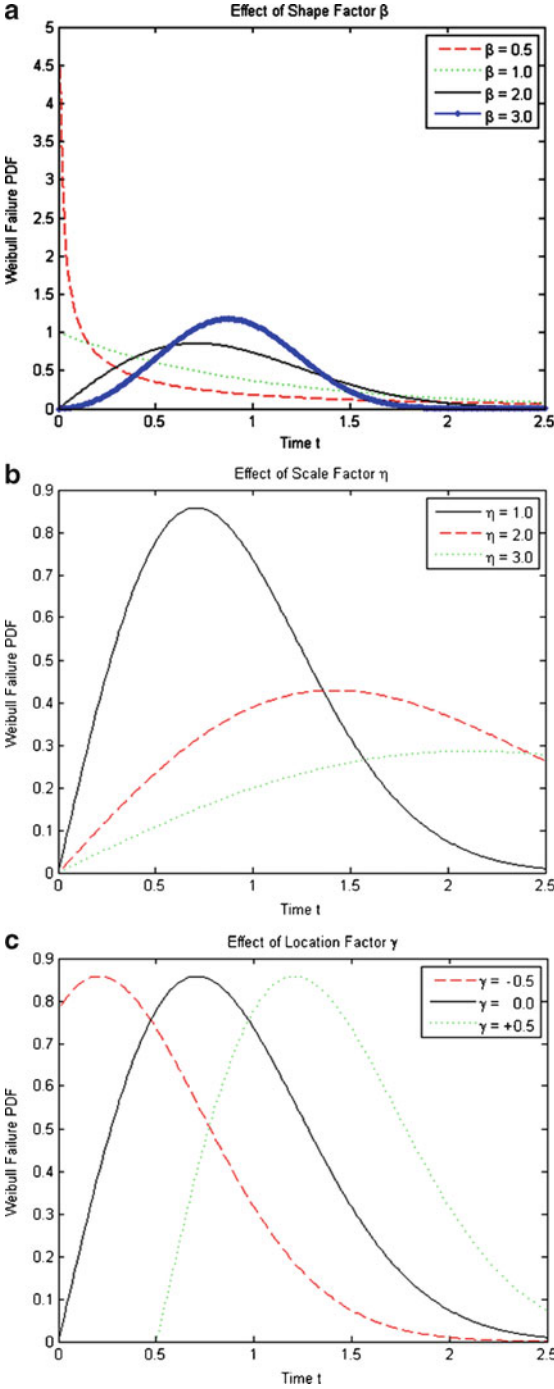 a
Effect of Shape Factor β
5
4.5
4
3.5
3
2.5
2
1.5
1
0.5
0
Weibull Failure PDF
β = 0.5
β = 1.0
β = 2.0
β = 3.0
0 0.5 1 1.5 2 2.5
Time t
b
Effect of Scale Factor η
0.9
0.8
0.7
0.6
0.5
0.4
0.3
0.2
0.1
0
Weibull Failure PDF
η = 1.0
η = 2.0
η = 3.0
0 0.5 1 1.5 2 2.5
Time t
c
Effect of Location Factor γ
0.9
0.8
0.7
0.6
0.5
0.4
0.3
0.2
0.1
0
Weibull Failure PDF
γ = -0.5
γ = 0.0
γ = +0.5
0 0.5 1 1.5 2 2.5
Time t